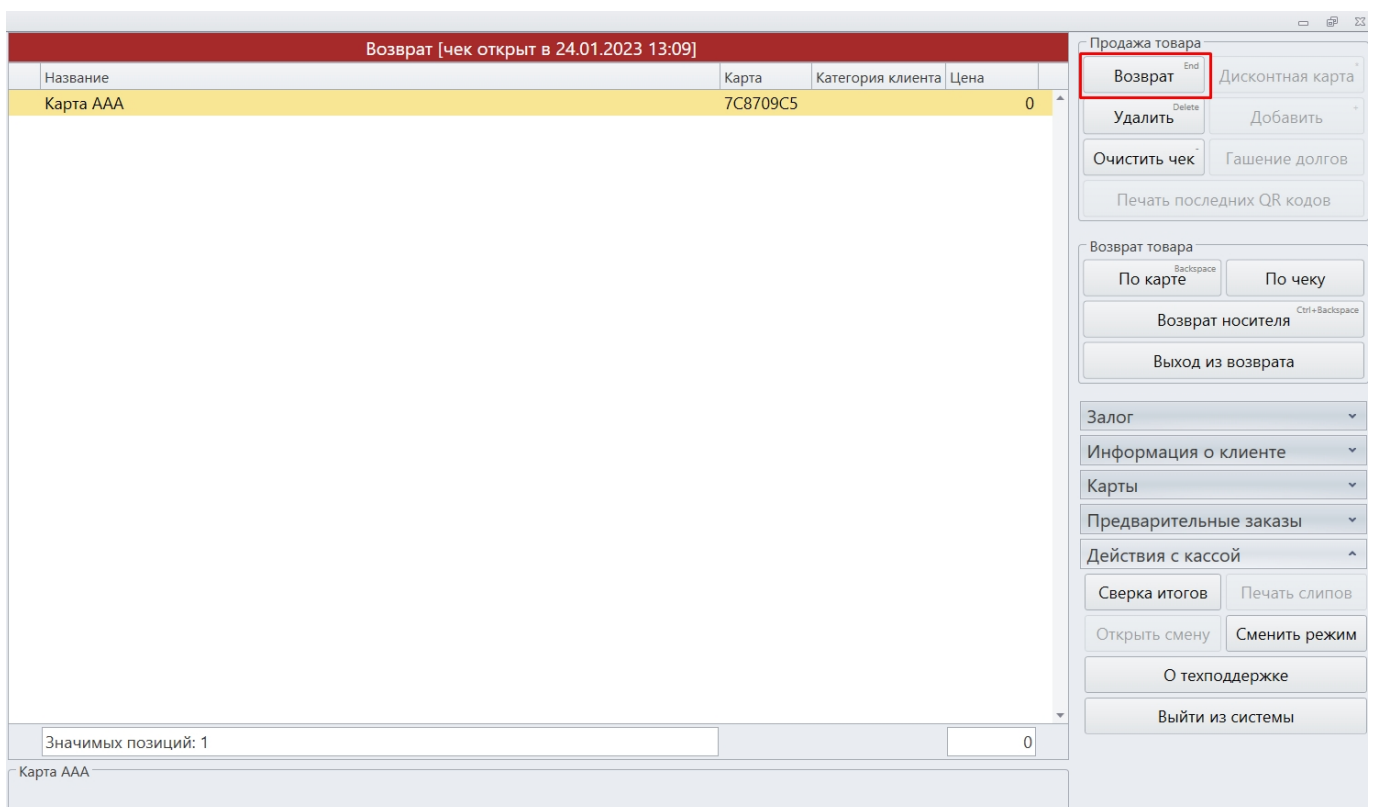 Возврат [чек открыт в 24.01.2023 13:09]
Название Карта Категория клиента Цена
Карта ААА 7C8709C5 0
Значимых позиций: 1 0
Карта ААА
Продажа товара
Возврат End Дисконтная карта *
Удалить Delete Добавить +
Очистить чек - Гашение долгов
Печать последних QR кодов
Возврат товара
По карте Backspace По чеку
Возврат носителя Ctrl+Backspace
Выход из возврата
Залог
Информация о клиенте
Карты
Предварительные заказы
Действия с кассой
Сверка итогов Печать слипов
Открыть смену Сменить режим
О техподдержке
Выйти из системы